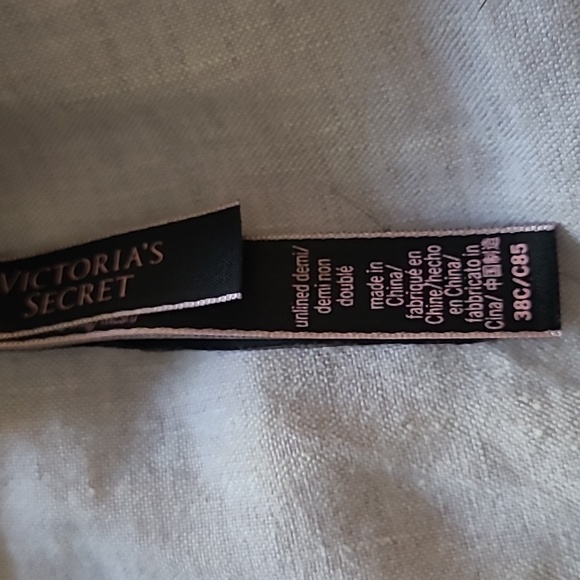 VICTORIA'S
SECRET
unlined demi/
demi non
doublé
made in
China/
fabriqué en
Chine/hecho
en China/
fabbricato in
Cina/ 中国制造
38C/C85